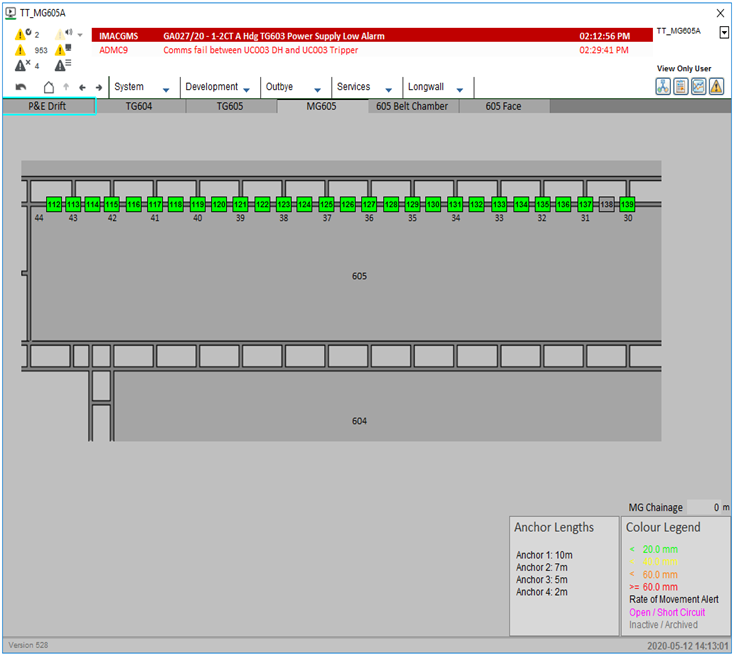 TT_MG605A
2
953
4
IMACGMS GA027/20 - 1-2CT A Hdg TG603 Power Supply Low Alarm 02:12:56 PM
ADMC9 Comms fail between UC003 DH and UC003 Tripper 02:29:41 PM
TT_MG605A
View Only User
System Development Outbye Services Longwall
P&E Drift TG604 TG605 MG605 605 Belt Chamber 605 Face
112 113 114 115 116 117 118 119 120 121 122 123 124 125 126 127 128 129 130 131 132 133 134 135 136 137 138 139
44 43 42 41 40 39 38 37 36 35 34 33 32 31 30
605
604
MG Chainage 0 m
Anchor Lengths
Anchor 1: 10m
Anchor 2: 7m
Anchor 3: 5m
Anchor 4: 2m
Colour Legend
< 20.0 mm
< 60.0 mm
>= 60.0 mm
Rate of Movement Alert
Open / Short Circuit
Inactive / Archived
Version 528
2020-05-12 14:13:01